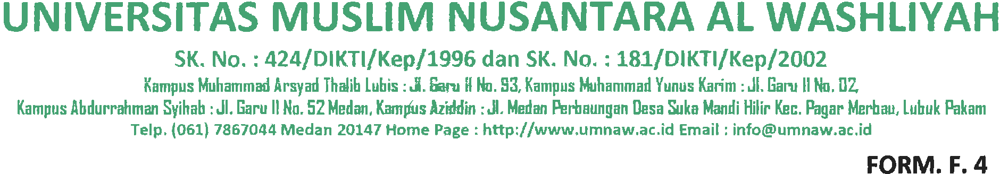 UNIVERSITAS MUSLIM NUSANTARA AL WASHLIYAH
SK. No. : 424/DIKTI/Kep/1996 dan SK. No. : 181/DIKTI/Kep/2002
Kampus Muhammad Arsyad Thalib Lubis : Jl. Garu II No. 93, Kampus Muhammad Yunus Karim : Jl. Garu II No. 02,
Kampus Abdurrahman Syihab : Jl. Garu II No. 52 Medan, Kampus Aziddin : Jl. Medan Perbaungan Desa Suka Mandi Hilir Kec. Pagar Merbau, Lubuk Pakam
Telp. (061) 7867044 Medan 20147 Home Page : http://www.umnaw.ac.id Email : info@umnaw.ac.id
FORM. F. 4